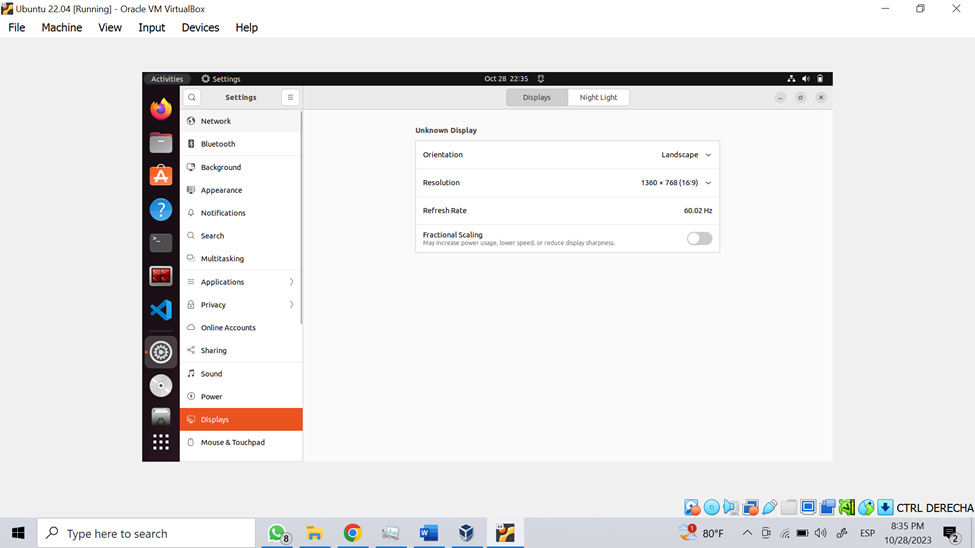 Ubuntu 22.04 [Running] - Oracle VM VirtualBox
File Machine View Input Devices Help
Activities Settings Oct 28 22:35
Settings Displays Night Light
Network
Bluetooth
Background
Appearance
Notifications
Search
Multitasking
Applications
Privacy
Online Accounts
Sharing
Sound
Power
Displays
Mouse & Touchpad
Unknown Display
Orientation Landscape
Resolution 1360 × 768 (16:9)
Refresh Rate 60.02 Hz
Fractional Scaling
May increase power usage, lower speed, or reduce display sharpness.
CTRL DERECHA
Type here to search 8 W 1 80°F ESP 8:35 PM
10/28/2023 2